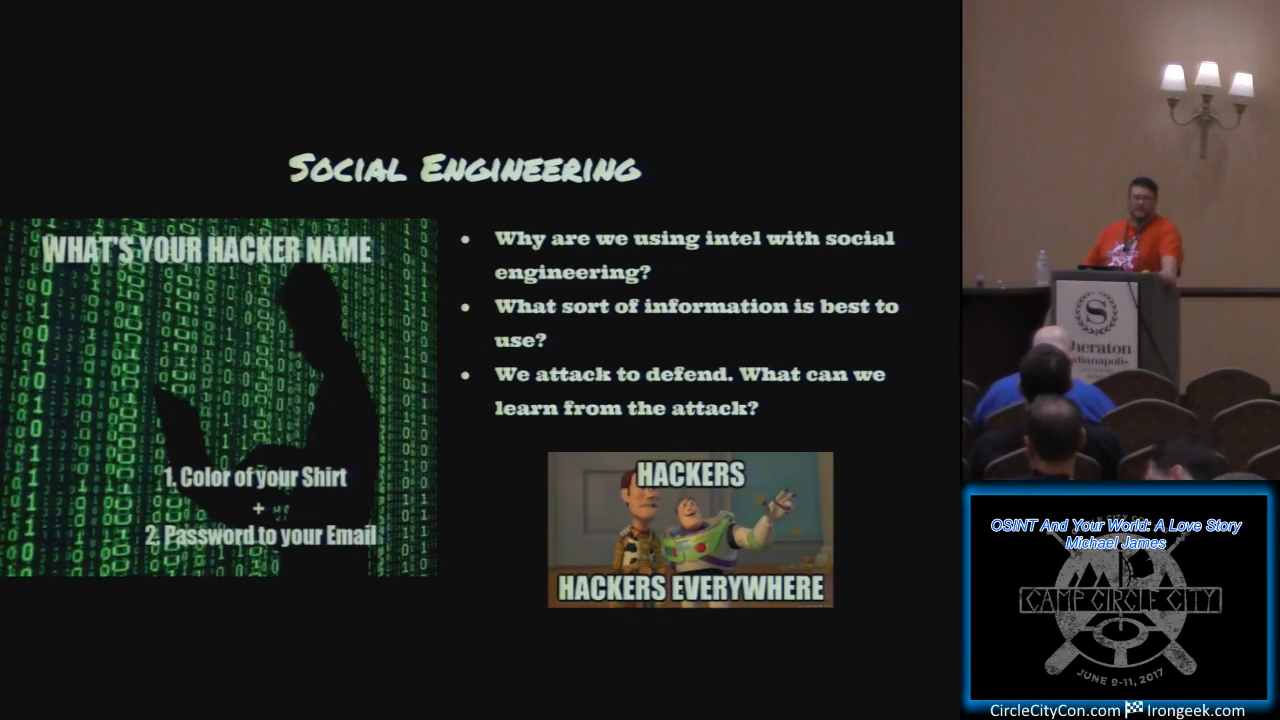 Social Engineering
WHAT'S YOUR HACKER NAME
1. Color of your Shirt
+
2. Password to your Email
• Why are we using intel with social
engineering?
• What sort of information is best to
use?
• We attack to defend. What can we
learn from the attack?
HACKERS
HACKERS EVERYWHERE
S
Sheraton
OSINT And Your World: A Love Story
Michael James
CAMP CIRCLE CITY
JUNE 9-11, 2017
CircleCityCon.com Irongeek.com